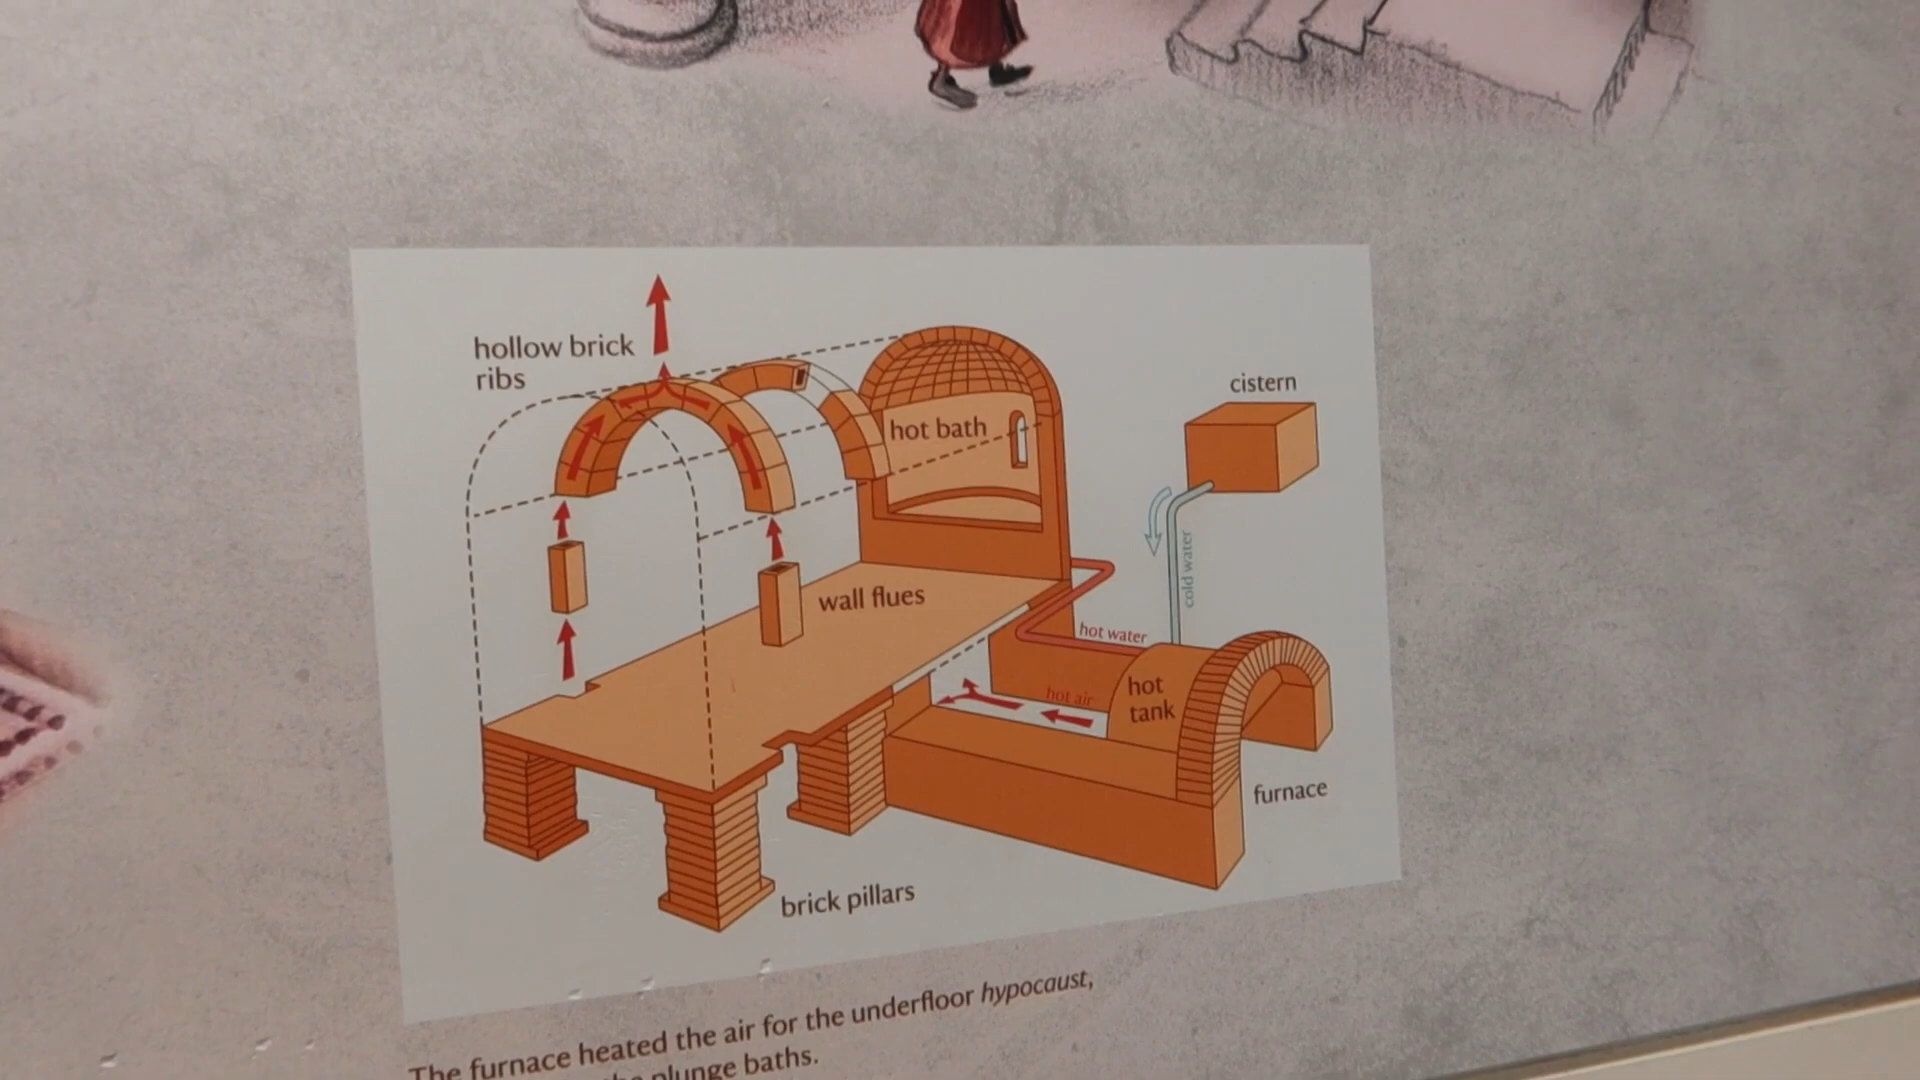 hollow brick
ribs
cistern
hot bath
cold water
wall flues
hot water
hot air
hot
tank
furnace
brick pillars
The furnace heated the air for the underfloor hypocaust,
plunge baths.